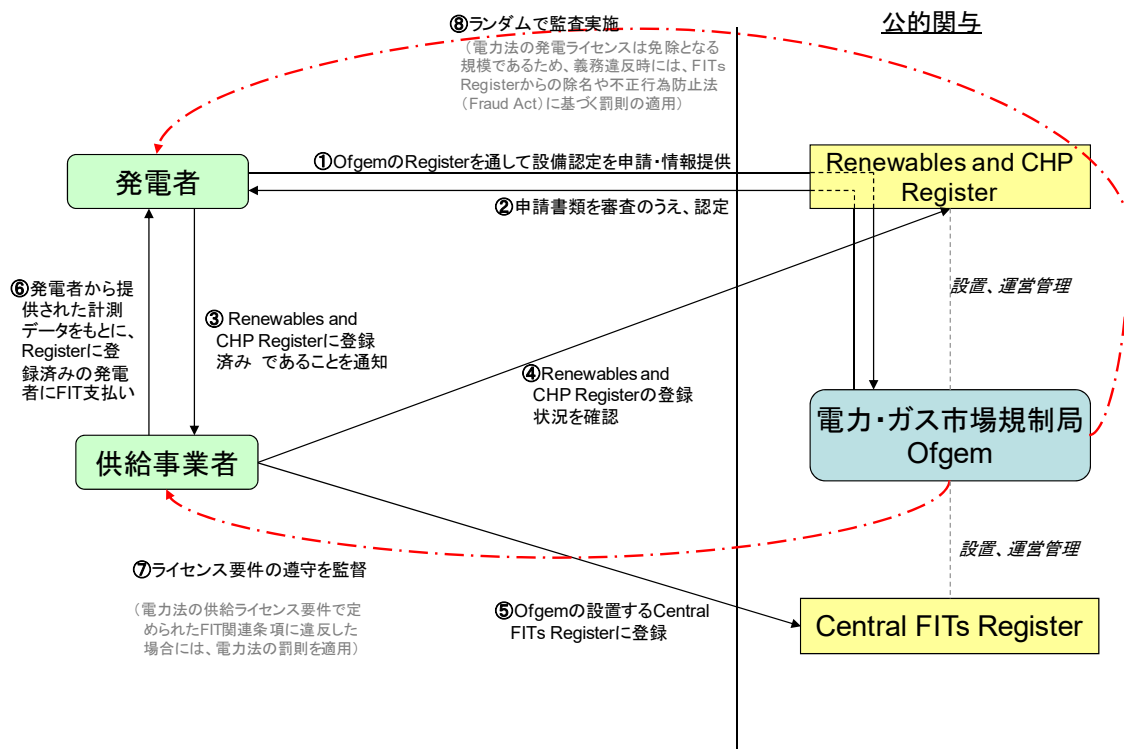 ⑧ランダムで監査実施
(電力法の発電ライセンスは免除となる
規模であるため、義務違反時には、FITs
Registerからの除名や不正行為防止法
(Fraud Act)に基づく罰則の適用)
公的関与
①OfgemのRegisterを通して設備認定を申請・情報提供
発電者
Renewables and CHP
Register
②申請書類を審査のうえ、認定
⑥発電者から提
供された計測
データをもとに、
Registerに登
録済みの発電
者にFIT支払い
③ Renewables and
CHP Registerに登録
済み であることを通知
設置、運営管理
④Renewables and
CHP Registerの登録
状況を確認
電力・ガス市場規制局
Ofgem
供給事業者
設置、運営管理
⑦ライセンス要件の遵守を監督
(電力法の供給ライセンス要件で定
められたFIT関連条項に違反した
場合には、電力法の罰則を適用)
⑤Ofgemの設置するCentral
FITs Registerに登録
Central FITs Register